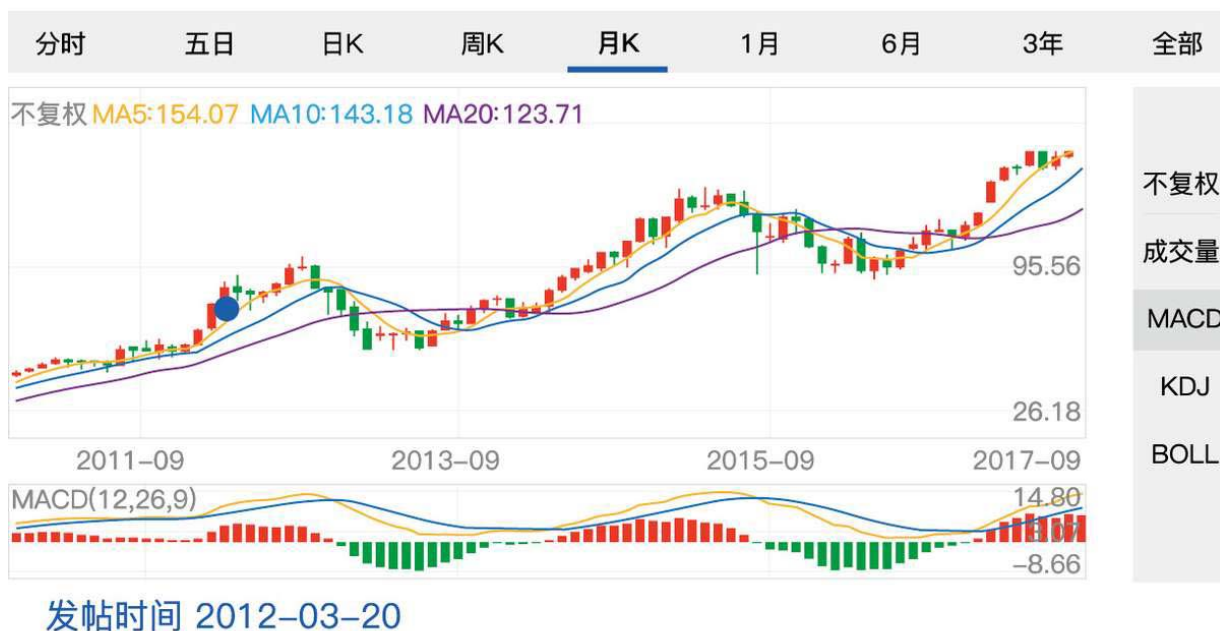 分时 五日 日K 周K 月K 1月 6月 3年 全部
不复权 MA5:154.07 MA10:143.18 MA20:123.71
不复权
成交量
95.56
MACD
KDJ
26.18
BOLL
2011-09 2013-09 2015-09 2017-09
MACD(12,26,9)
14.80
3.07
-8.66
发帖时间 2012-03-20